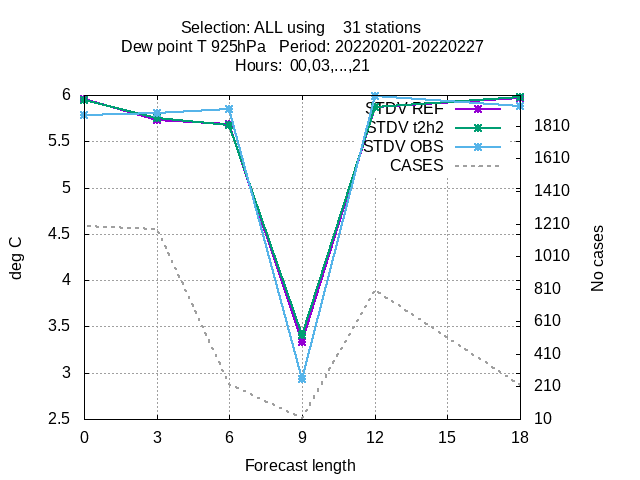 Selection: ALL using 31 stations
Dew point T 925hPa Period: 20220201-20220227
Hours: 00,03,...,21
STDV REF
STDV t2h2
STDV OBS
CASES
deg C
6
5.5
5
4.5
4
3.5
3
2.5
No cases
1810
1610
1410
1210
1010
810
610
410
210
10
0 3 6 9 12 15 18
Forecast length